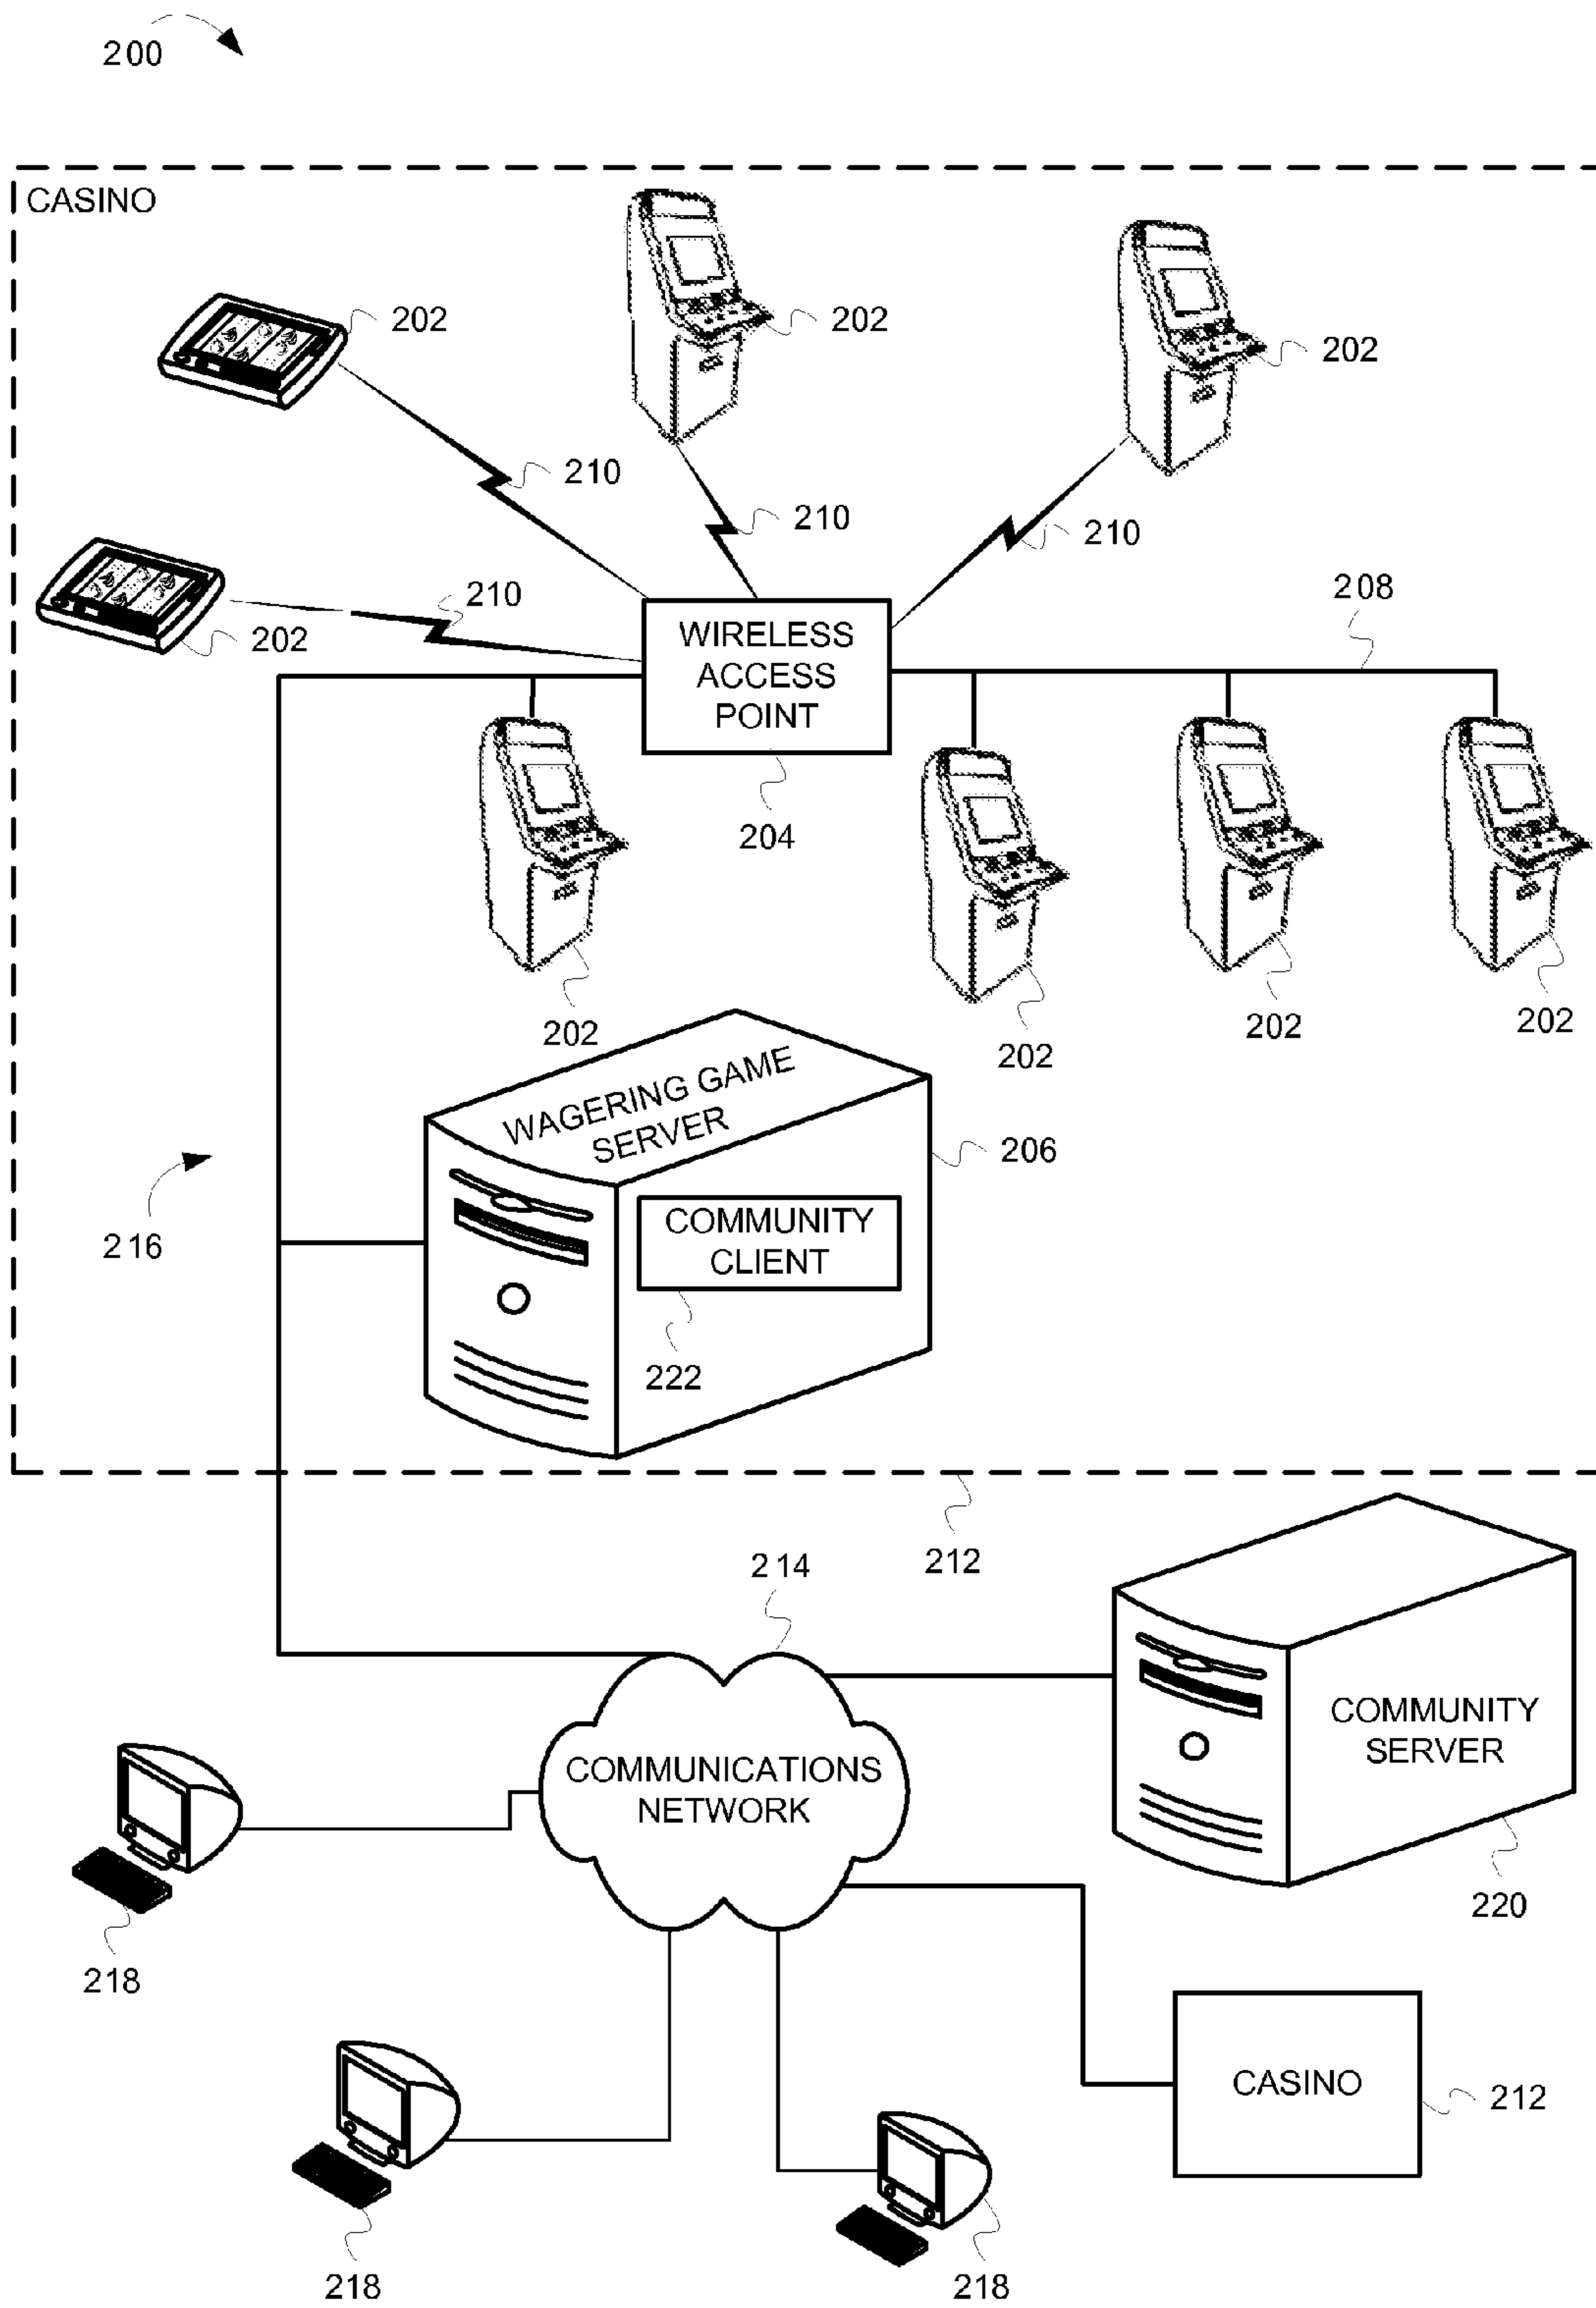 200
CASINO
202
202
202
210
210
210
210
202
208
WIRELESS
ACCESS
POINT
204
202
202
202
202
WAGERING GAME
SERVER
206
216
COMMUNITY
CLIENT
222
212
214
COMMUNITY
SERVER
COMMUNICATIONS
NETWORK
220
218
CASINO
212
218
218